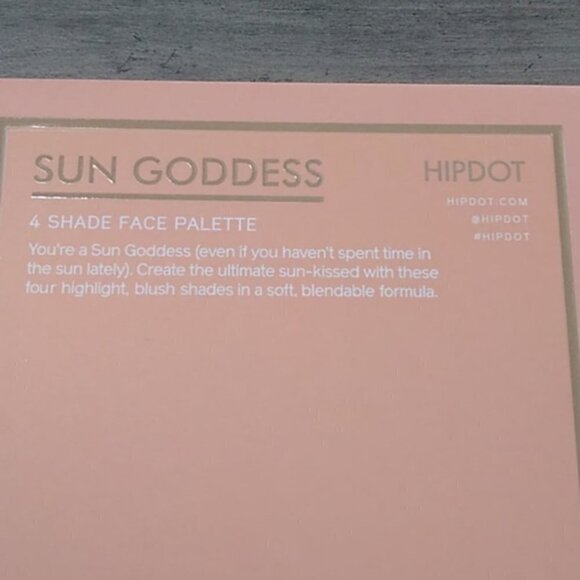 SUN GODDESS
HIPDOT
HIPDOT.COM
@HIPDOT
#HIPDOT
4 SHADE FACE PALETTE
You're a Sun Goddess (even if you haven't spent time in
the sun lately). Create the ultimate sun-kissed with these
four highlight, blush shades in a soft, blendable formula.